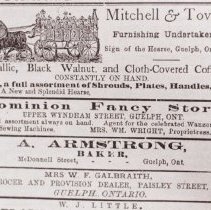 Mitchell & Tov
Furnishing Undertake
Sign of the Hearse, Guelph, Ont
allic, Black Walnut, and Cloth-Covered Coff
CONSTANTLY ON HAND.
a full assortment of Shrouds, Plates, Handles,
A New and Splendid Hearse.
ominion Fancy Stor
UPPER WYNDHAM STREET, GUELPH, ONT.
assortment always on hand. Agent for the celebrated Wanzer
Sewing Machines. MRS. WM. WRIGHT, Proprietress.
A. ARMSTRONG,
BAKER,
McDonnell Street, Guelph, Ont
MRS W. F. GALBRAITH,
ROCER AND PROVISION DEALER, PAISLEY STREET,
GUELPH, ONTARIO.
W. J. LITTLE,